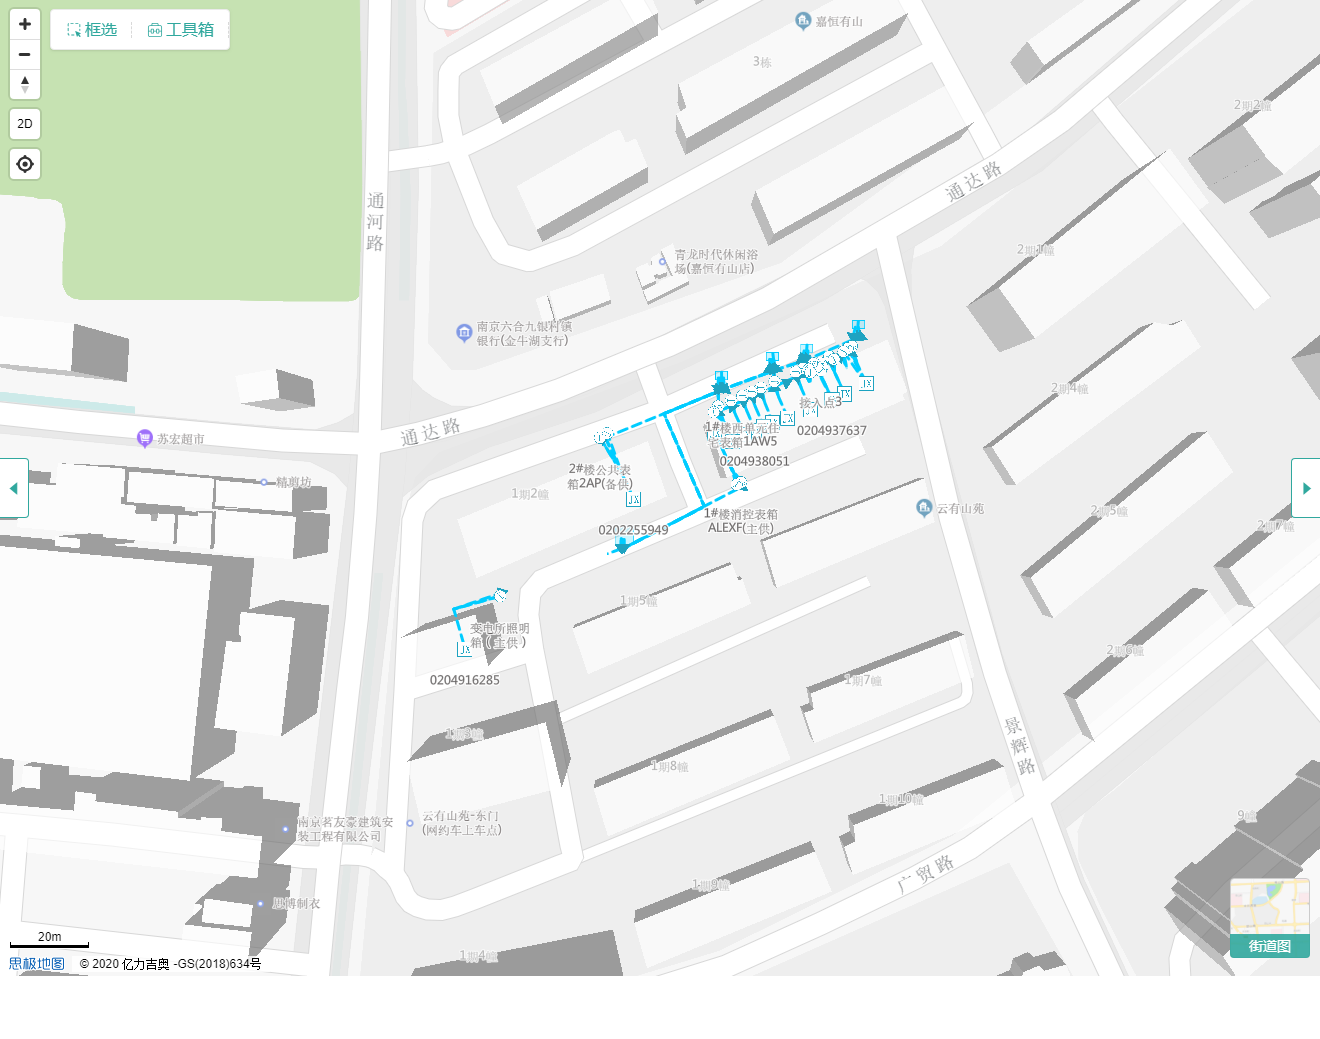 框选
工具箱
2D
嘉恒有山
3栋
2期2幢
通河路
通达路
青龙时代休闲浴
场(嘉恒有山店)
2期1幢
南京六合九银村镇
银行(金牛湖支行)
2期4幢
接入点3
1#楼西单元住
宅表箱1AW5
0204937637
通达路
苏宏超市
0204938051
2#楼公共表
箱2AP(备供)
JX
精剪坊
1期2幢
1#楼消控表箱
ALEXF(主供)
云有山苑
2期5幢
2期7幢
0202255949
1期5幢
变电所照明
箱（主供）
JX
2期6幢
0204916285
1期7幢
1期3幢
景辉路
1期8幢
1期10幢
云有山苑-东门
(网约车上车点)
南京茗友豪建筑安
装工程有限公司
9幢
广贸路
1期9幢
思博制衣
20m
1期4幢
街道图
思极地图
© 2020 亿力吉奥 -GS(2018)634号